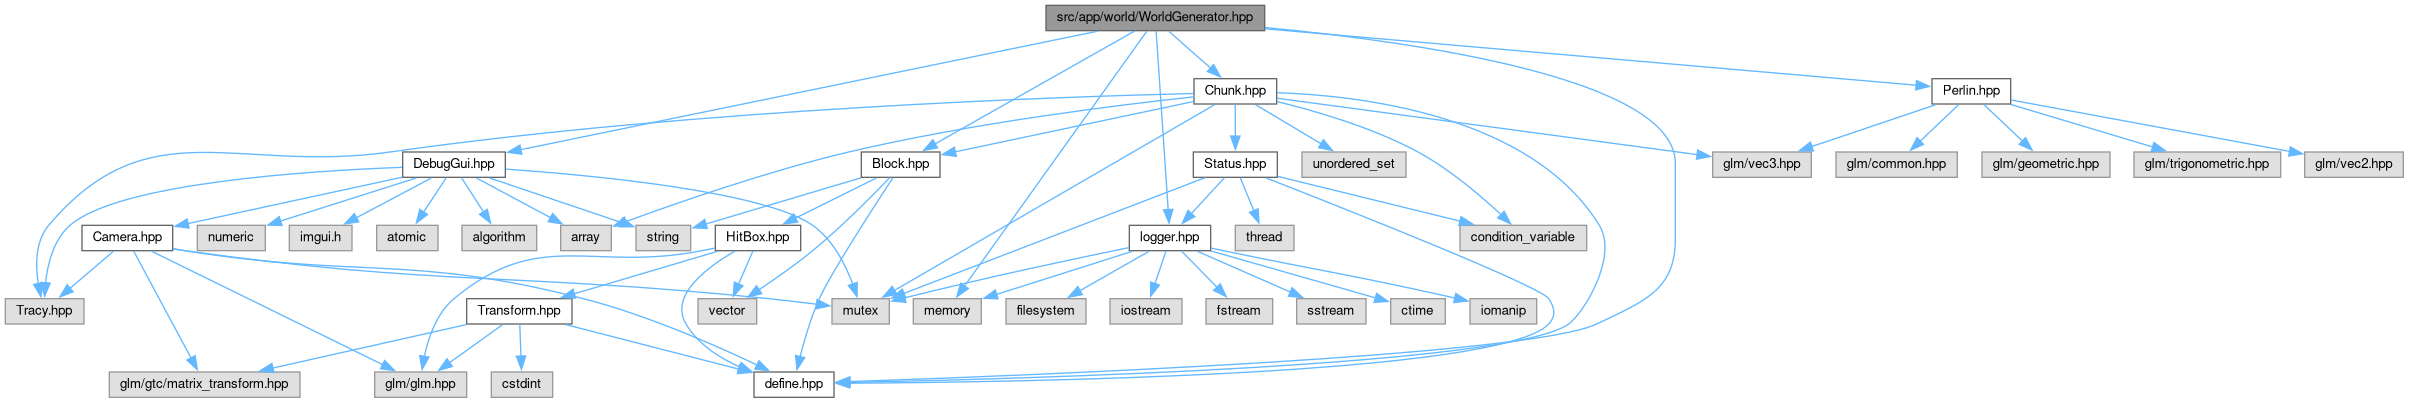 src/app/world/WorldGenerator.hpp
Chunk.hpp
Perlin.hpp
DebugGui.hpp
Block.hpp
Status.hpp
unordered_set
glm/vec3.hpp
glm/common.hpp
glm/geometric.hpp
glm/trigonometric.hpp
glm/vec2.hpp
Camera.hpp
numeric
imgui.h
atomic
algorithm
array
string
HitBox.hpp
logger.hpp
thread
condition_variable
Tracy.hpp
Transform.hpp
vector
mutex
memory
filesystem
iostream
fstream
sstream
ctime
iomanip
glm/gtc/matrix_transform.hpp
glm/glm.hpp
cstdint
define.hpp